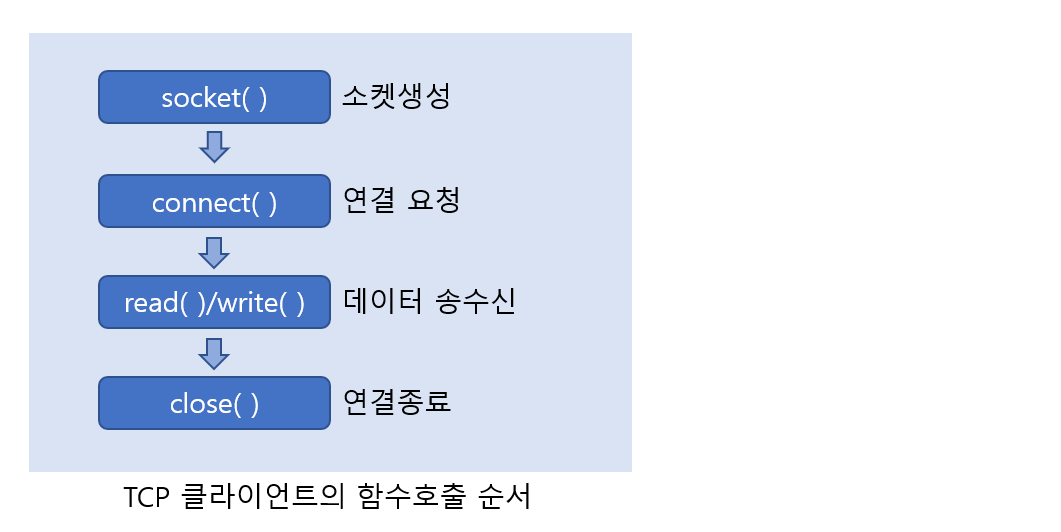 socket( ) 소켓생성
connect( ) 연결 요청
read( )/write( ) 데이터 송수신
close( ) 연결종료
TCP 클라이언트의 함수호출 순서